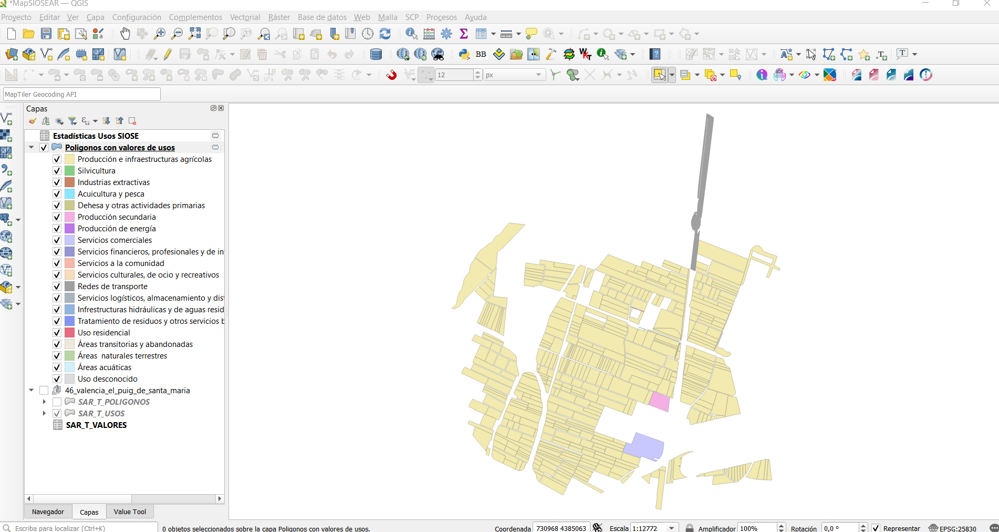 *MapSIOSEAR — QGIS
Proyecto Editar Ver Capa Configuración Complementos Vectorial Ráster Base de datos Web Malla SCP Procesos Ayuda
1:1
BB
WKT
T
T
12 px
abc
MapTiler Geocoding API
Capas
Estadísticas Usos SIOSE
Poligonos con valores de usos
Producción e infraestructuras agrícolas
Silvicultura
Industrias extractivas
Acuicultura y pesca
Dehesa y otras actividades primarias
Producción secundaria
Producción de energía
Servicios comerciales
Servicios financieros, profesionales y de in
Servicios a la comunidad
Servicios culturales, de ocio y recreativos
Redes de transporte
Servicios logísticos, almacenamiento y dist
Infrestructuras hidráulicas y de aguas resid
Tratamiento de residuos y otros servicios b
Uso residencial
Áreas transitorias y abandonadas
Áreas naturales terrestres
Áreas acuáticas
Uso desconocido
46_valencia_el_puig_de_santa_maria
SAR_T_POLIGONOS
SAR_T_USOS
SAR_T_VALORES
Navegador Capas Value Tool
Escriba para localizar (Ctrl+K) 0 objetos seleccionados sobre la capa Poligonos con valores de usos. Coordenada 730968 4385063 Escala 1:12772 Amplificador 100% Rotación 0,0 ° Representar EPSG:25830